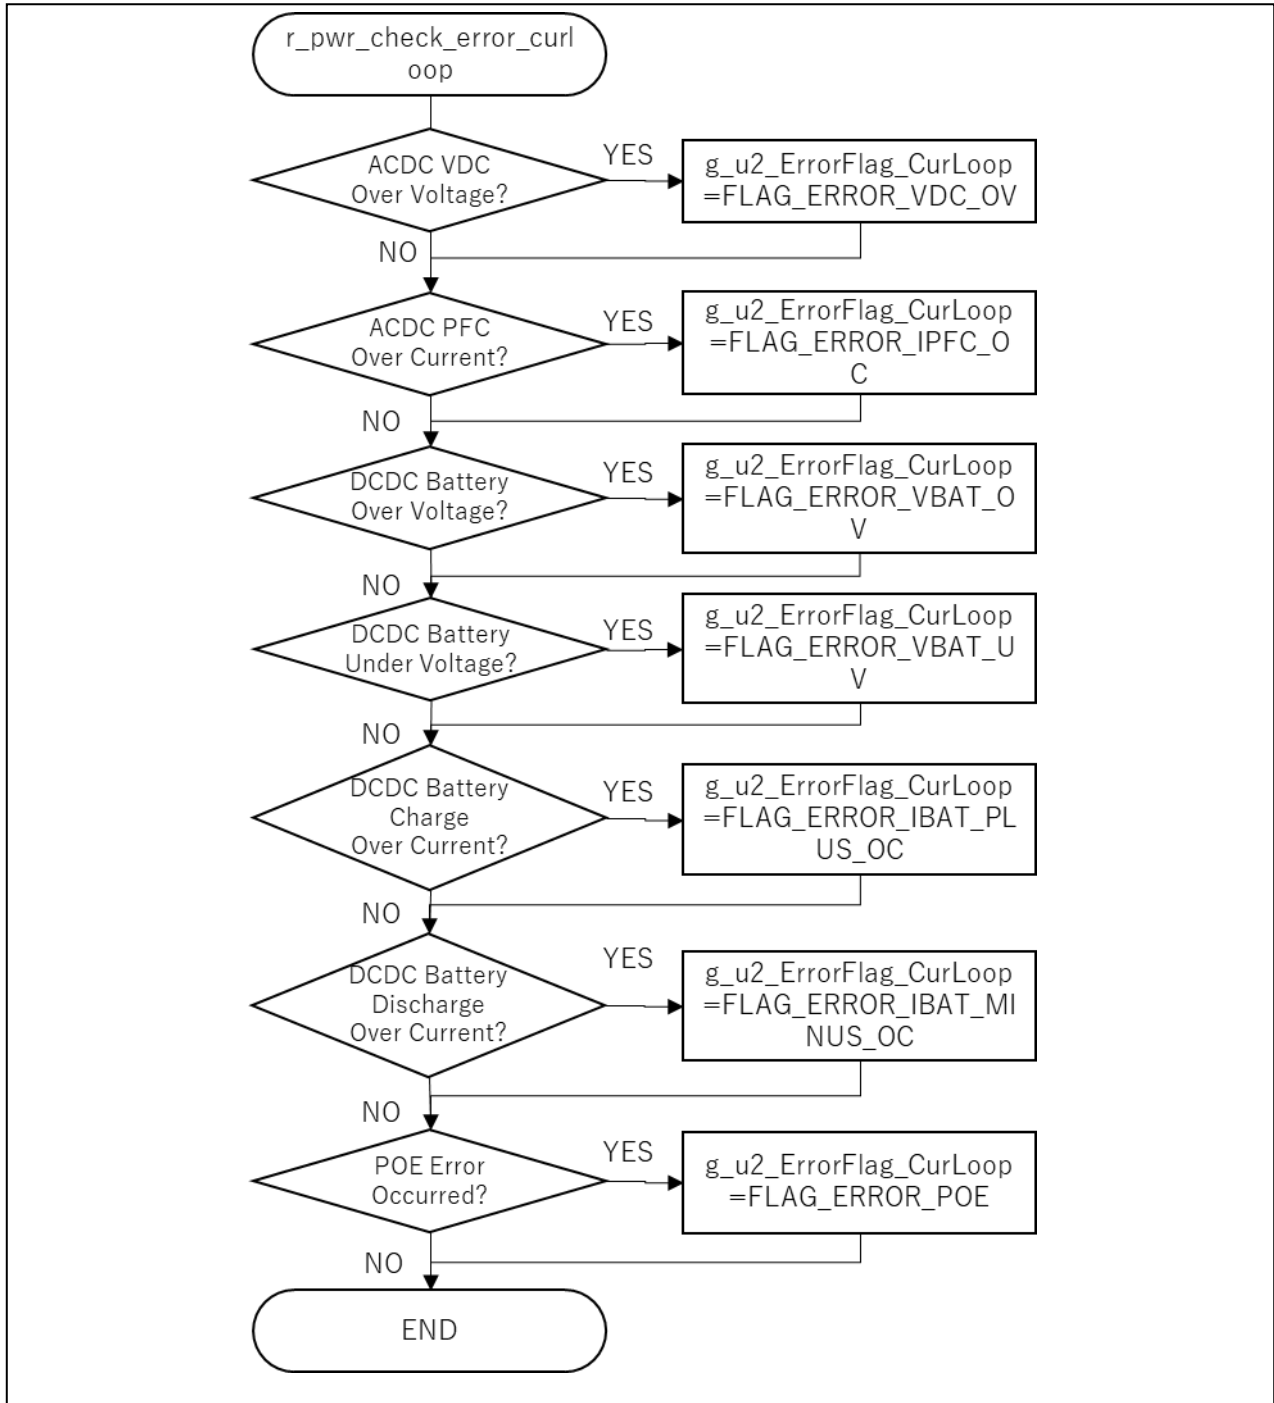 r_pwr_check_error_curl
oop
ACDC VDC
Over Voltage?
YES
g_u2_ErrorFlag_CurLoop
=FLAG_ERROR_VDC_OV
NO
ACDC PFC
Over Current?
YES
g_u2_ErrorFlag_CurLoop
=FLAG_ERROR_IPFC_O
C
NO
DCDC Battery
Over Voltage?
YES
g_u2_ErrorFlag_CurLoop
=FLAG_ERROR_VBAT_O
V
NO
DCDC Battery
Under Voltage?
YES
g_u2_ErrorFlag_CurLoop
=FLAG_ERROR_VBAT_U
V
NO
DCDC Battery
Charge
Over Current?
YES
g_u2_ErrorFlag_CurLoop
=FLAG_ERROR_IBAT_PL
US_OC
NO
DCDC Battery
Discharge
Over Current?
YES
g_u2_ErrorFlag_CurLoop
=FLAG_ERROR_IBAT_MI
NUS_OC
NO
POE Error
Occurred?
YES
g_u2_ErrorFlag_CurLoop
=FLAG_ERROR_POE
NO
END